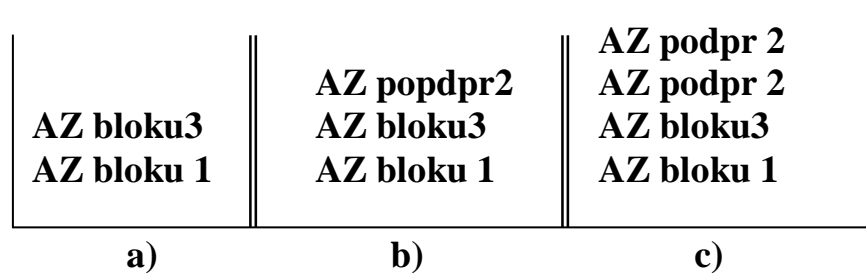 AZ bloku3
AZ bloku 1
a)
AZ popdpr2
AZ bloku3
AZ bloku 1
b)
AZ podpr 2
AZ podpr 2
AZ bloku3
AZ bloku 1
c)